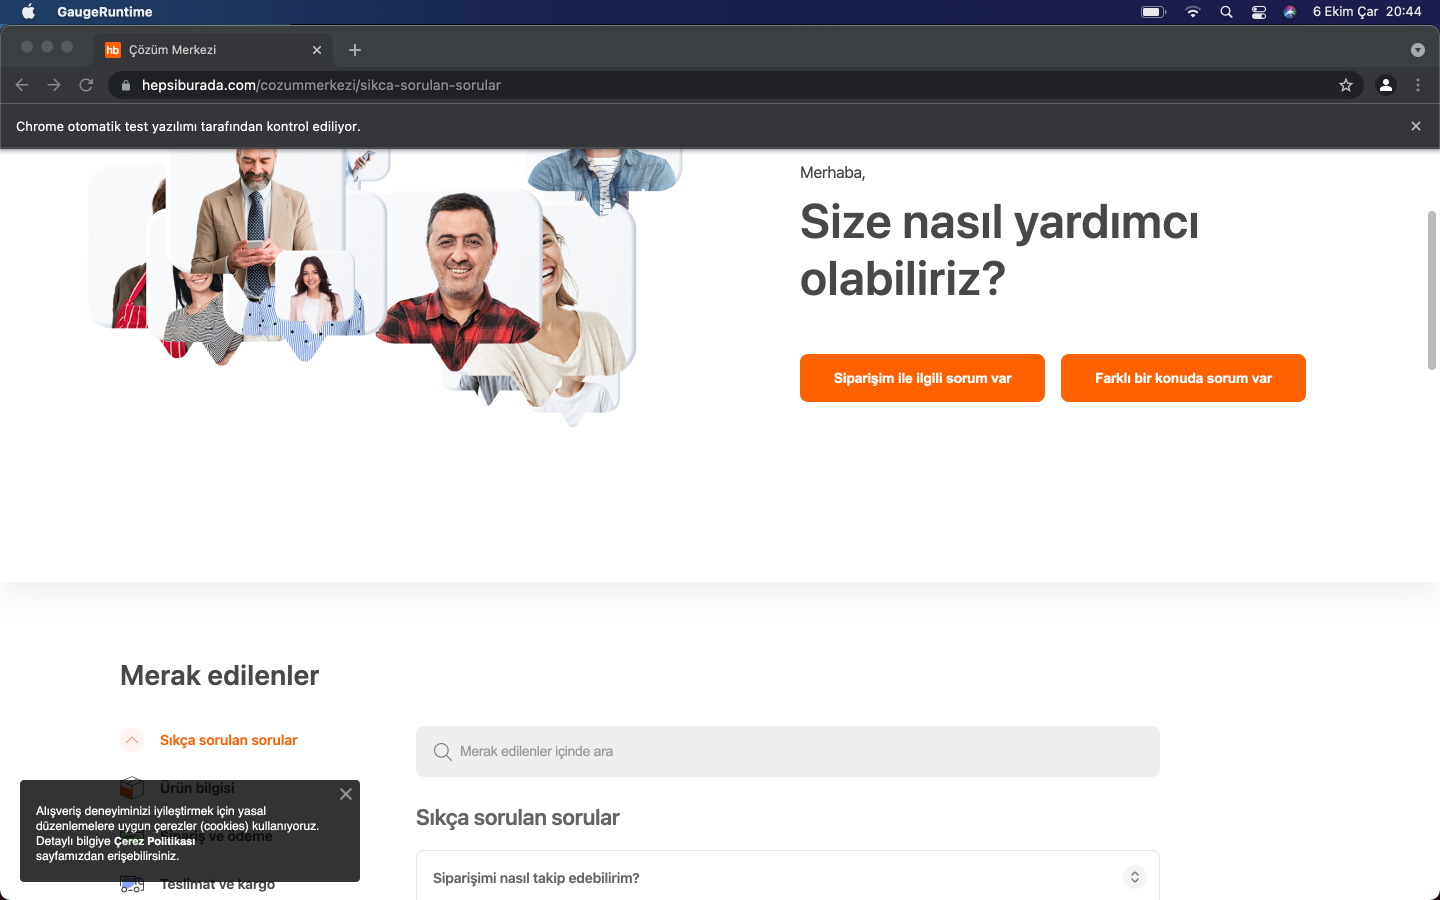 GaugeRuntime
6 Ekim Çar 20:44
hb Çözüm Merkezi
hepsiburada.com/cozummerkezi/sikca-sorulan-sorular
Chrome otomatik test yazılımı tarafından kontrol ediliyor.
Merhaba,
Size nasıl yardımcı
olabiliriz?
Siparişim ile ilgili sorum var
Farklı bir konuda sorum var
Merak edilenler
Sıkça sorulan sorular
Ürün bilgisi
Sipariş ve ödeme
Teslimat ve kargo
Alışveriş deneyiminizi iyileştirmek için yasal
düzenlemelere uygun çerezler (cookies) kullanıyoruz.
Detaylı bilgiye Çerez Politikası
sayfamızdan erişebilirsiniz.
Merak edilenler içinde ara
Sıkça sorulan sorular
Siparişimi nasıl takip edebilirim?